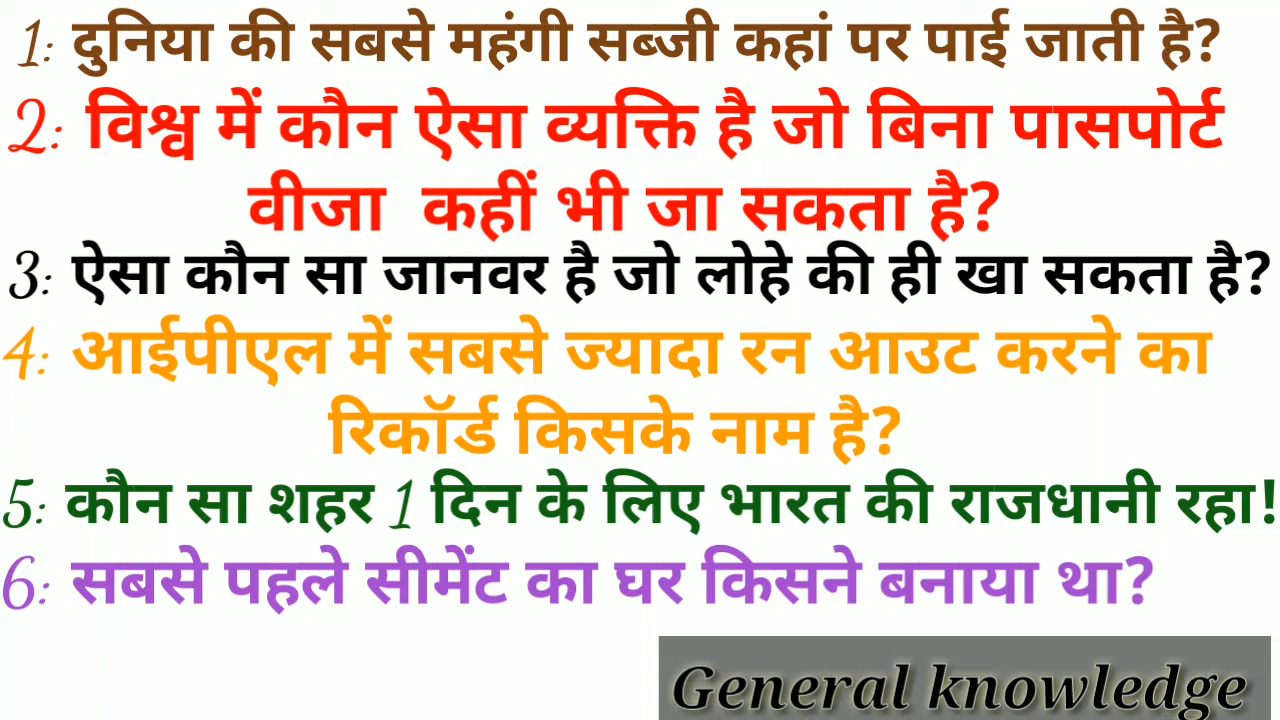 1: दुनिया की सबसे महंगी सब्जी कहां पर पाई जाती है?
2: विश्व में कौन ऐसा व्यक्ति है जो बिना पासपोर्ट
वीजा कहीं भी जा सकता है?
3: ऐसा कौन सा जानवर है जो लोहे की ही खा सकता है?
4: आईपीएल में सबसे ज्यादा रन आउट करने का
रिकॉर्ड किसके नाम है?
5: कौन सा शहर 1 दिन के लिए भारत की राजधानी रहा!
6: सबसे पहले सीमेंट का घर किसने बनाया था?
General knowledge